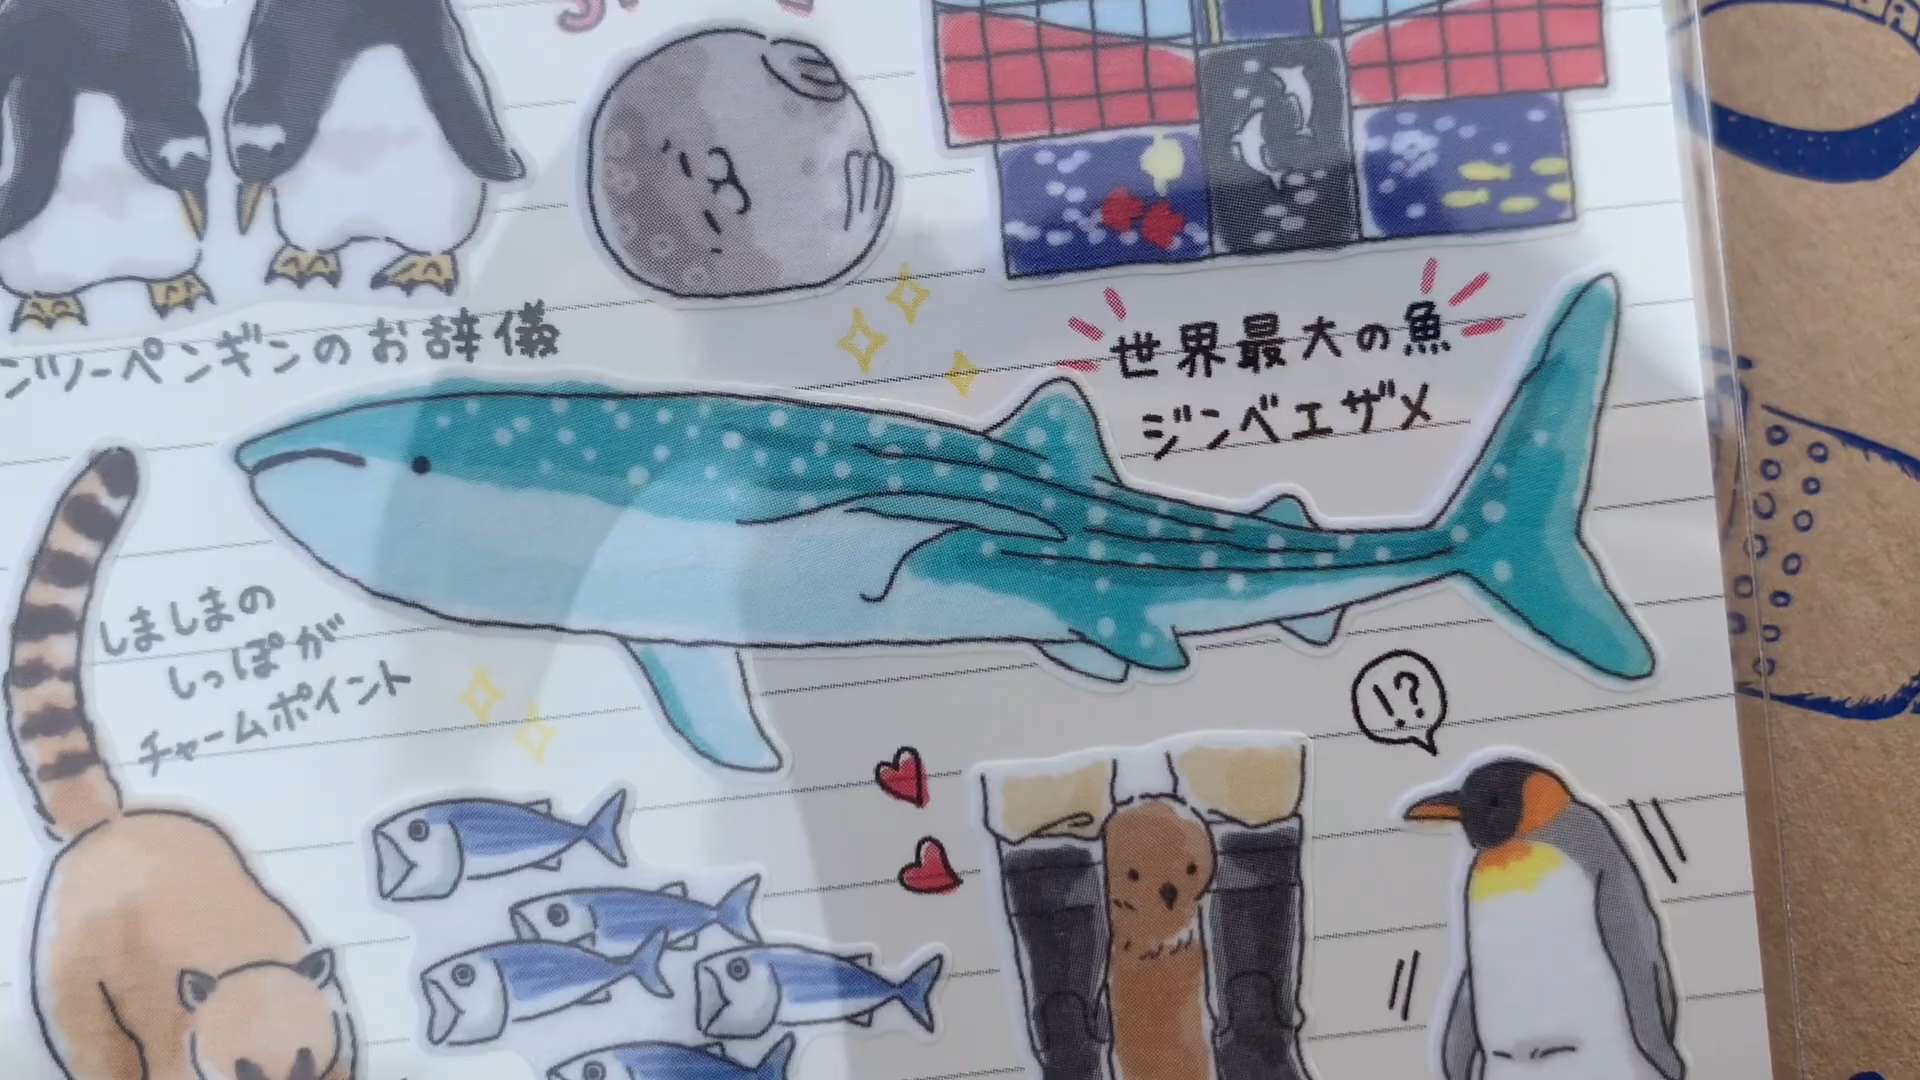 ンツーペンギンのお辞儀
世界最大の魚
ジンベエザメ
しましまの
しっぽが
チャームポイント
!?